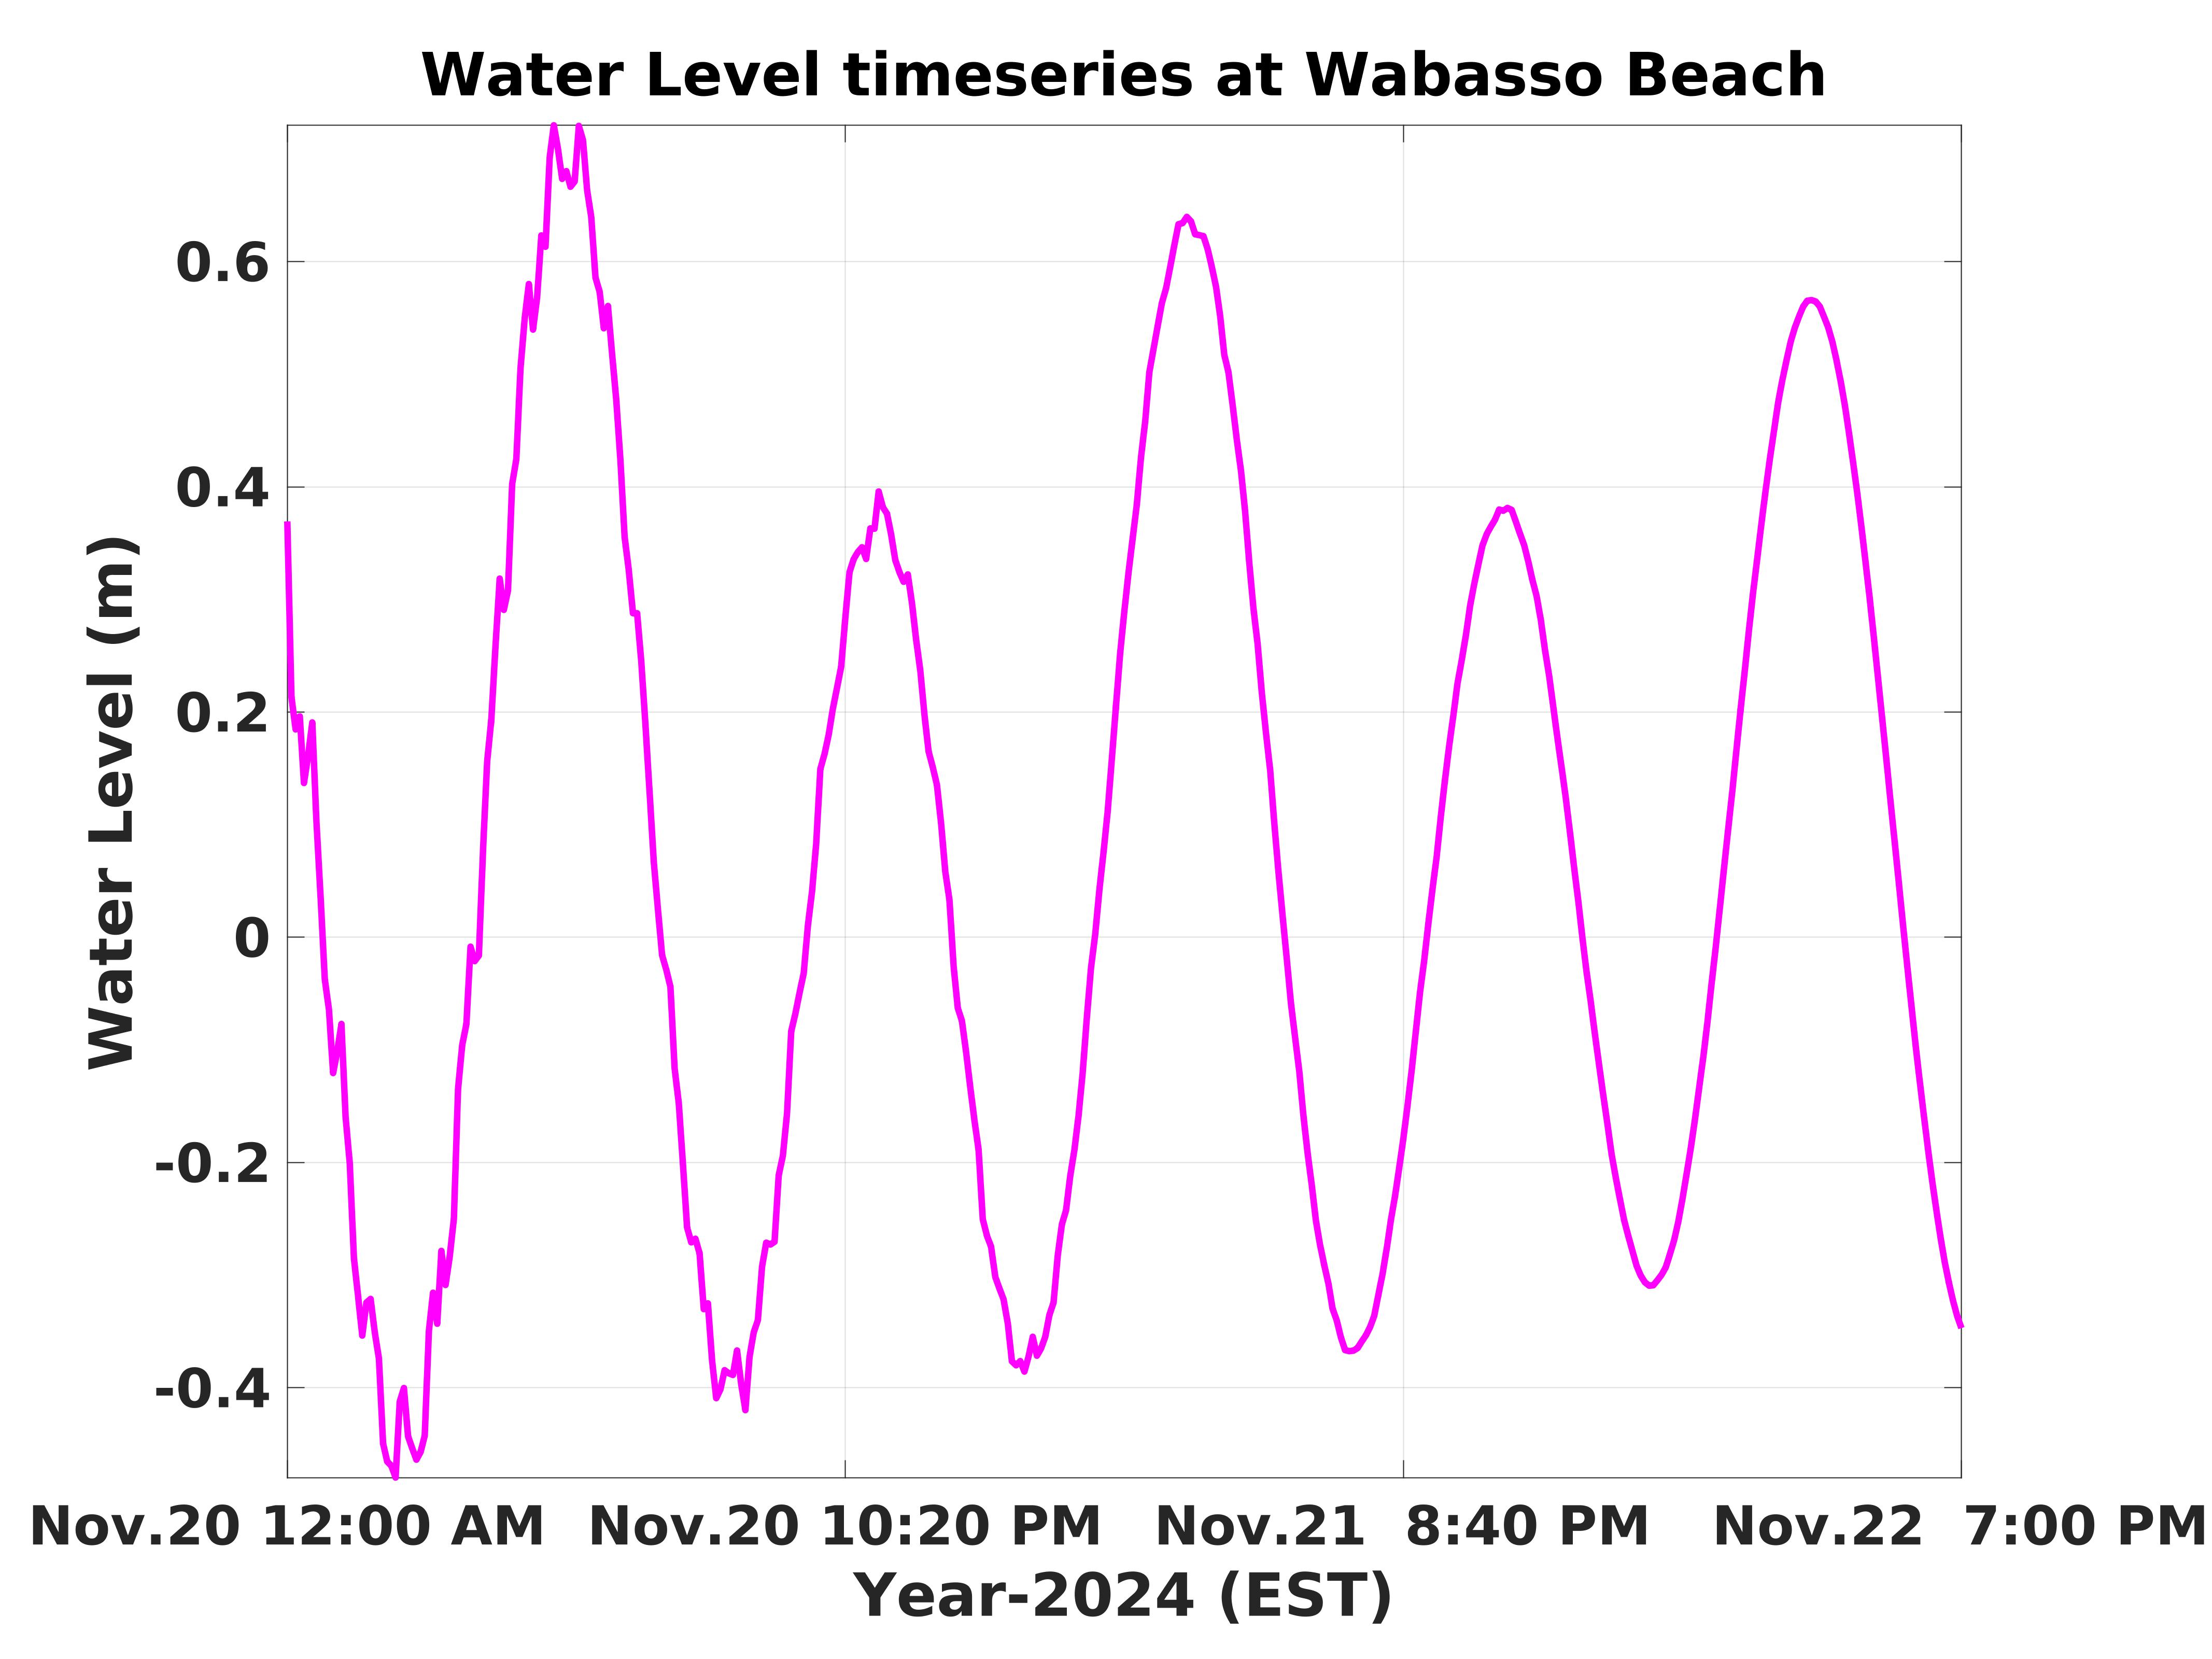 Water Level timeseries at Wabasso Beach
Water Level (m)
0.6
0.4
0.2
0
-0.2
-0.4
Nov.20 12:00 AM Nov.20 10:20 PM Nov.21 8:40 PM Nov.22 7:00 PM
Year-2024 (EST)